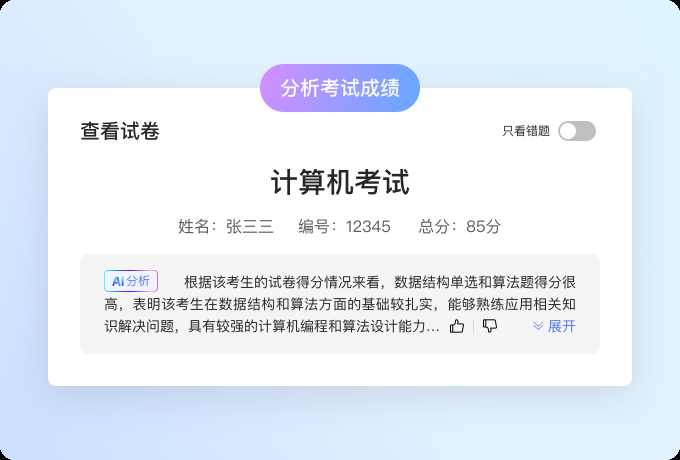 分析考试成绩
查看试卷
只看错题
计算机考试
姓名：张三三 编号：12345 总分：85分
AI分析 根据该考生的试卷得分情况来看，数据结构单选和算法题得分很
高，表明该考生在数据结构和算法方面的基础较扎实，能够熟练应用相关知
识解决问题，具有较强的计算机编程和算法设计能力... 展开